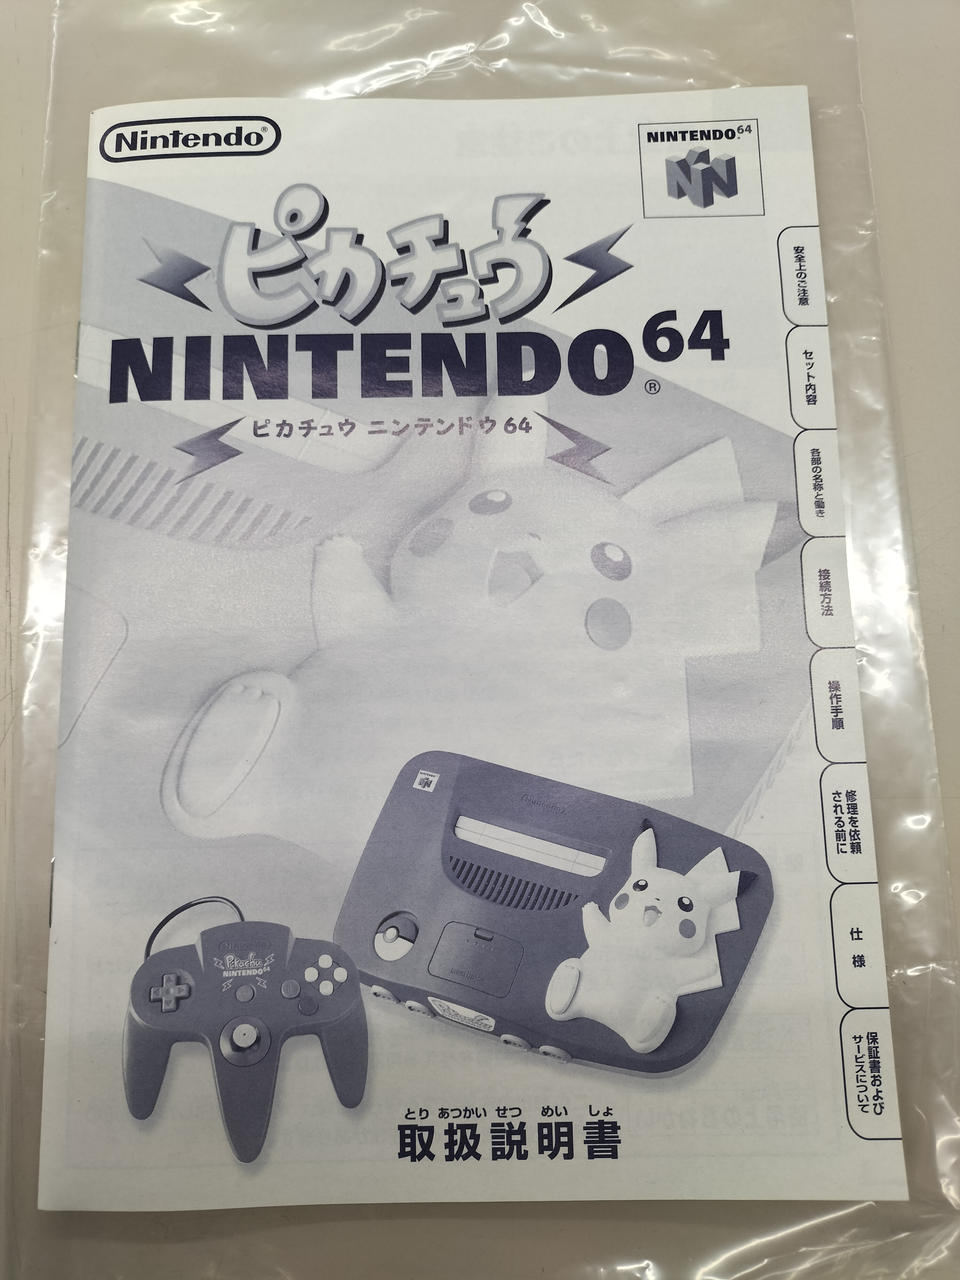 Nintendo®
NINTENDO64
ピカチュウ
NINTENDO®64
ピカチュウ ニンテンドウ64
安全上のご注意
セット内容
各部の名称と働き
接続方法
操作手順
修理を依頼
される前に
仕様
保証書および
サービスについて
Nintendo
Pikachu
NINTENDO64
とり あつかい せつ めい しょ
取扱説明書